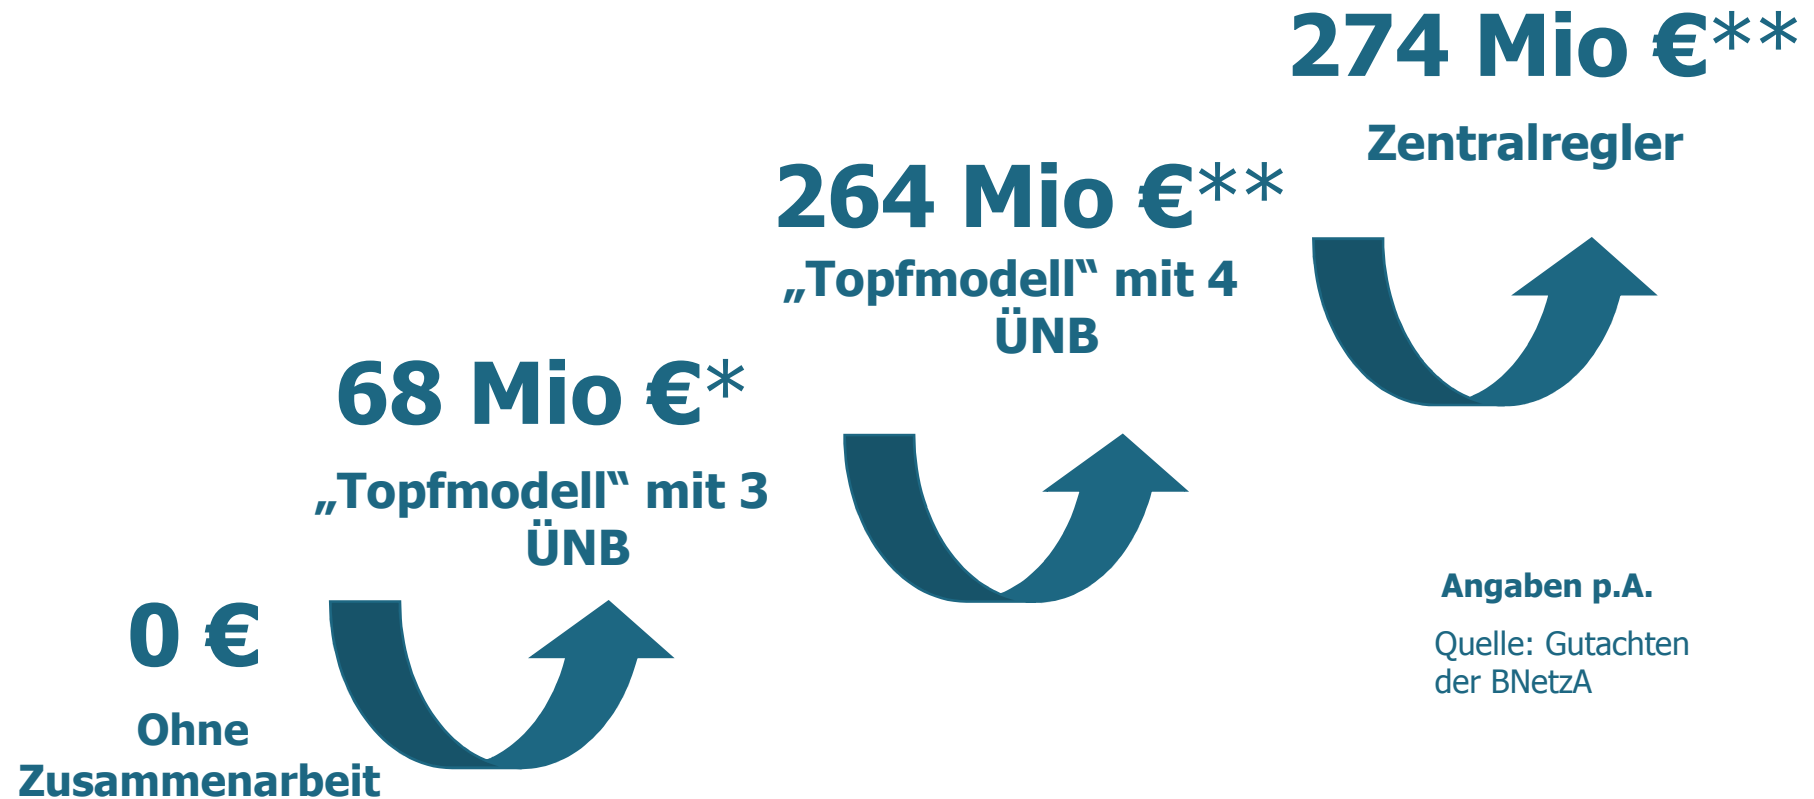 274 Mio €**
Zentralregler
264 Mio €**
„Topfmodell“ mit 4
ÜNB
68 Mio €*
„Topfmodell“ mit 3
ÜNB
0 €
Ohne
Zusammenarbeit
Angaben p.A.
Quelle: Gutachten
der BNetzA